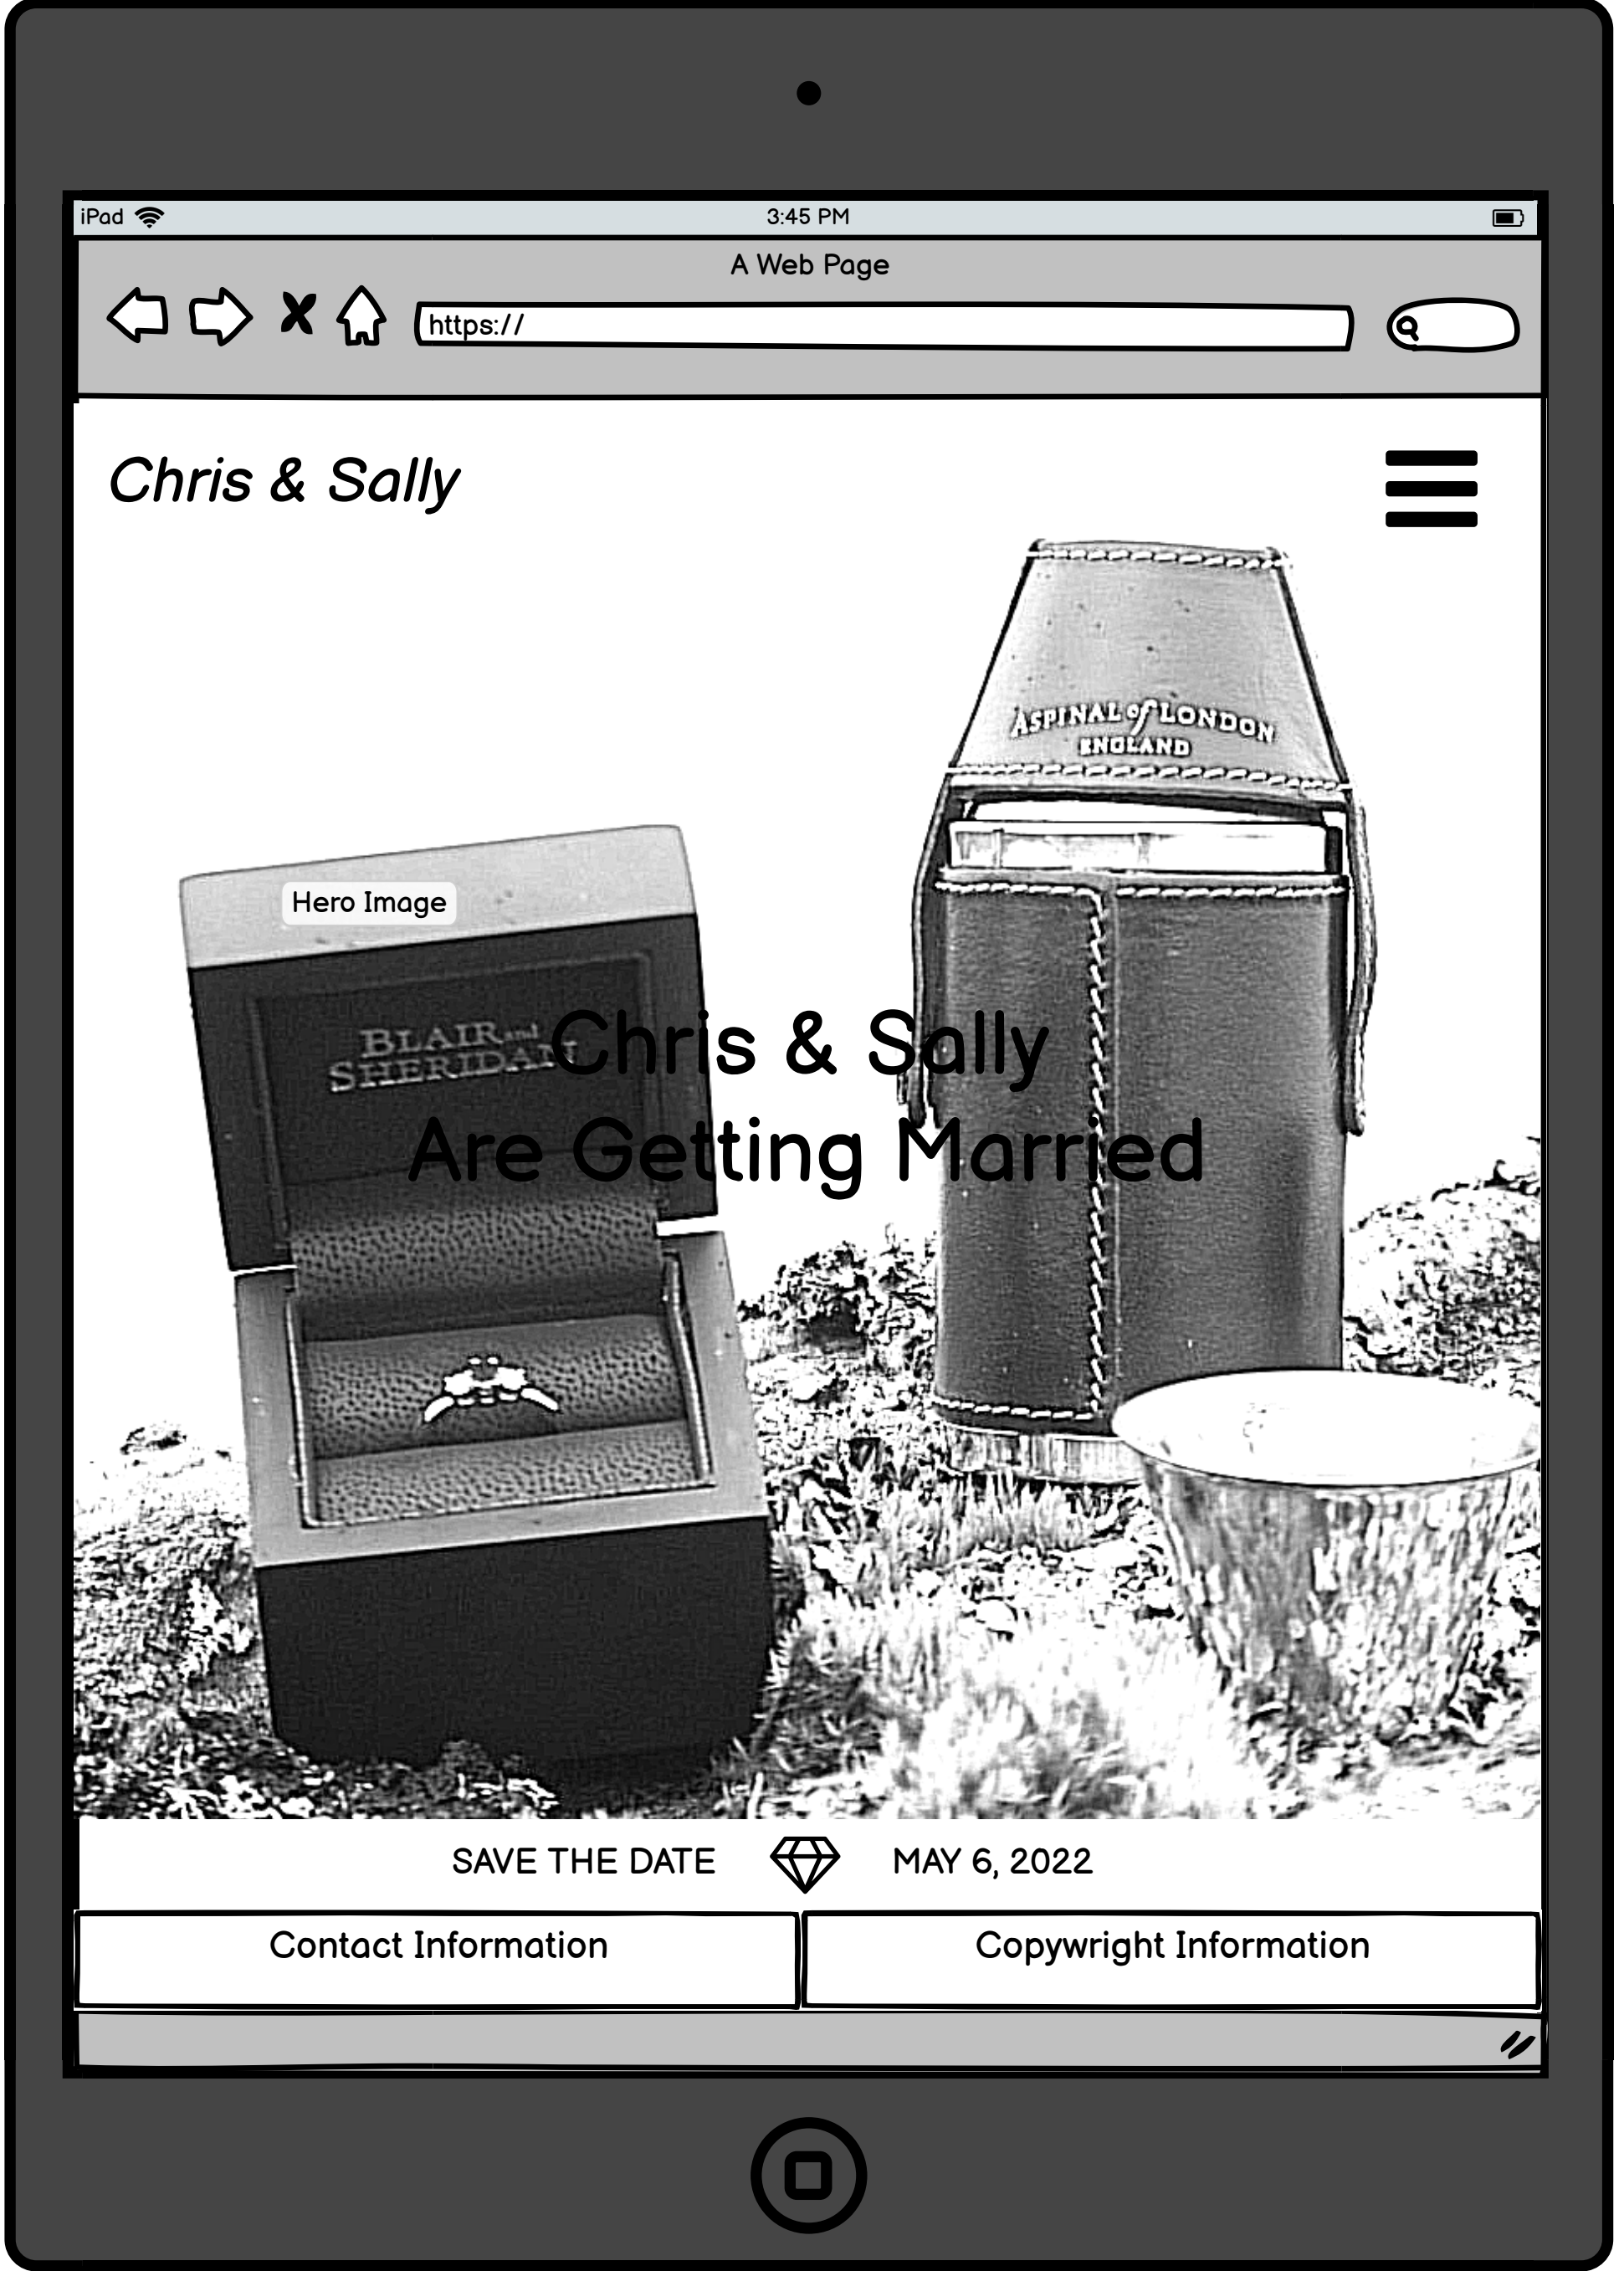 iPad
3:45 PM
A Web Page
https://
Chris & Sally
ASPINAL of LONDON
ENGLAND
Hero Image
BLAIR and
SHERIDAN
Chris & Sally
Are Getting Married
SAVE THE DATE
MAY 6, 2022
Contact Information
Copywright Information